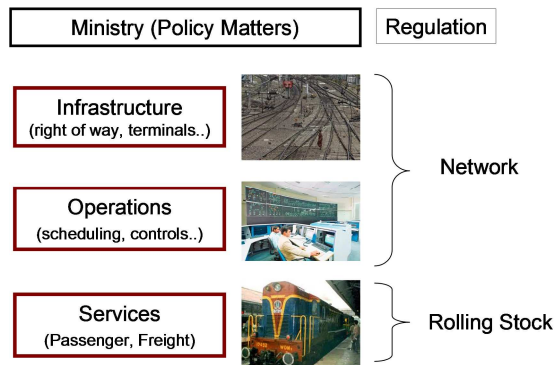 Ministry (Policy Matters)
Regulation
Infrastructure
(right of way, terminals..)
Network
Operations
(scheduling, controls..)
Services
(Passenger, Freight)
Rolling Stock